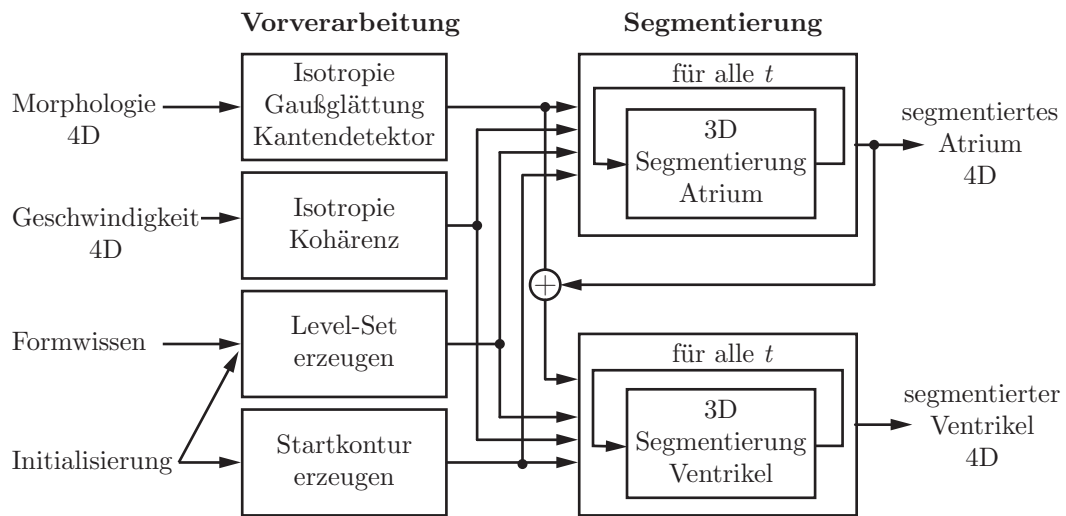 Vorverarbeitung
Segmentierung
Morphologie
4D
Isotropie
Gaußglättung
Kantendetektor
für alle t
3D
Segmentierung
Atrium
segmentiertes
Atrium
4D
Geschwindigkeit
4D
Isotropie
Kohärenz
+
Formwissen
Level-Set
erzeugen
Initialisierung
Startkontur
erzeugen
für alle t
3D
Segmentierung
Ventrikel
segmentierter
Ventrikel
4D